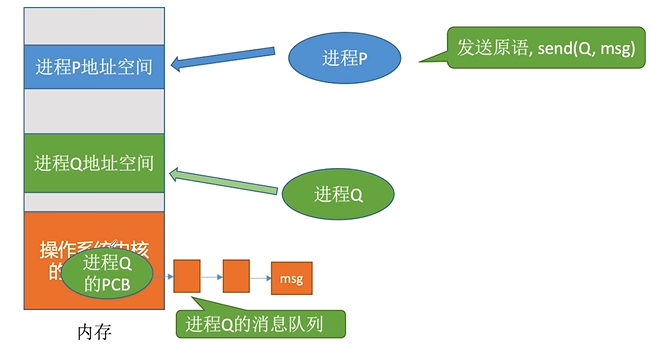 进程P地址空间
进程P
发送原语, send(Q, msg)
进程Q地址空间
进程Q
操作系统内核
的
进程Q
的PCB
msg
进程Q的消息队列
内存